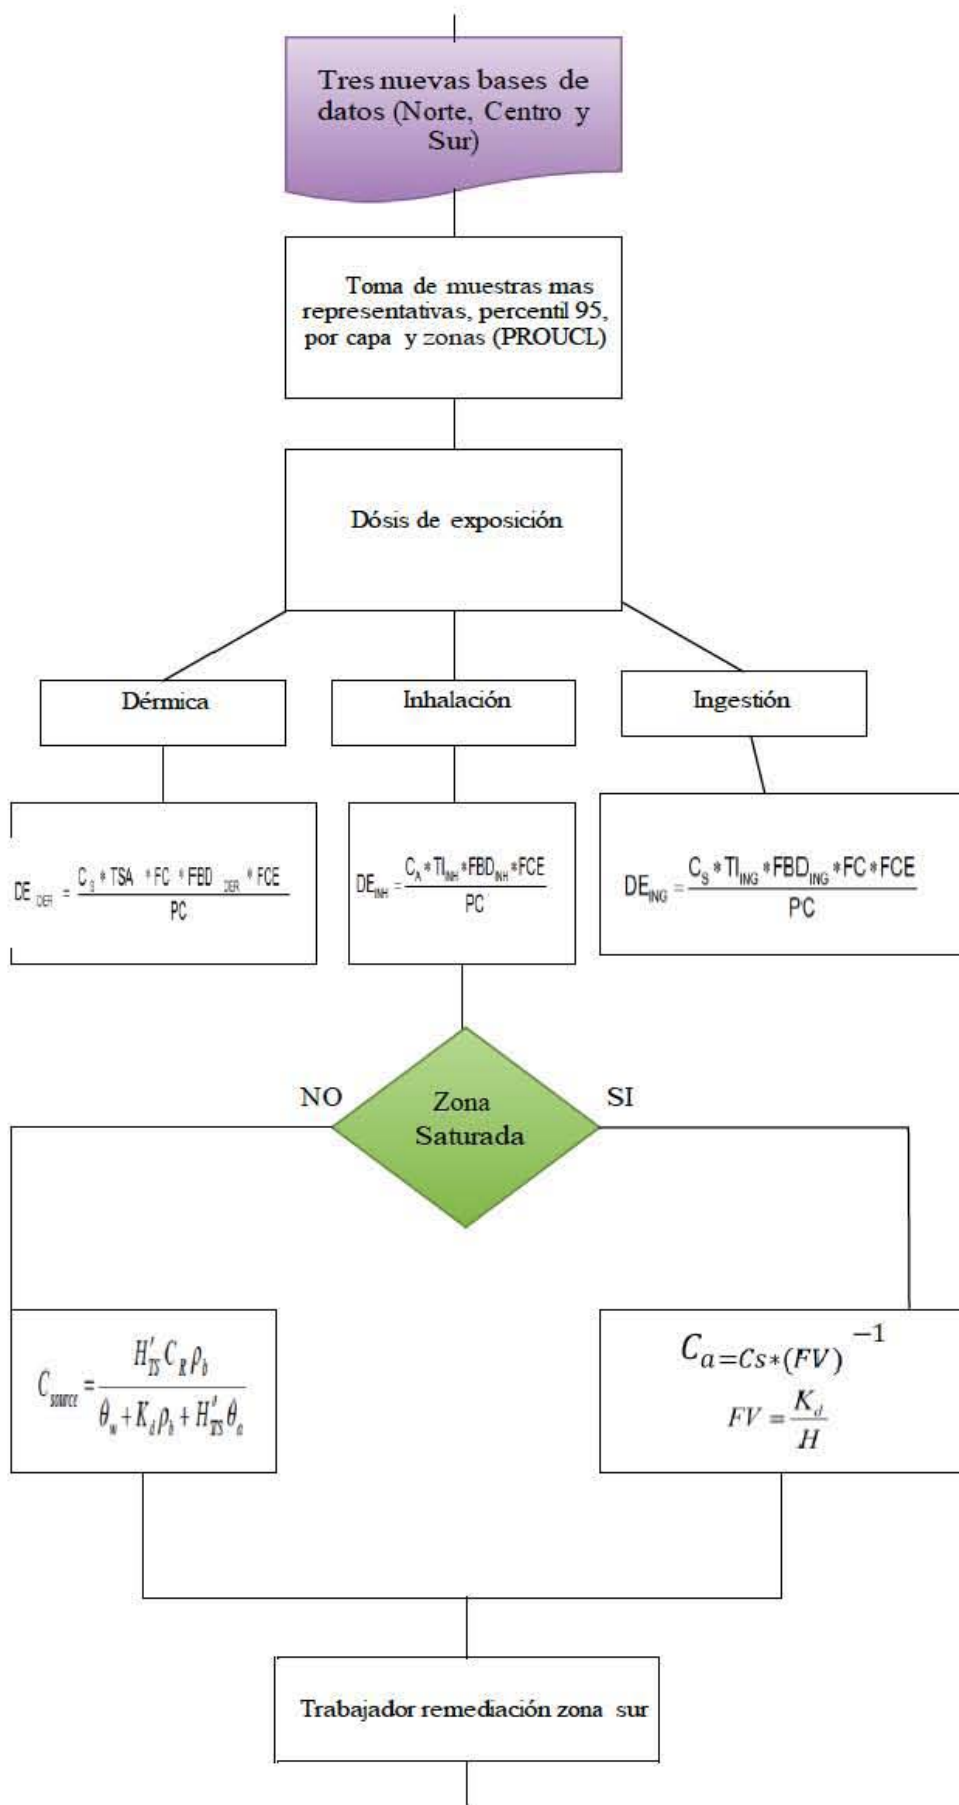 Tres nuevas bases de
datos (Norte, Centro y
Sur)
Toma de muestras mas
representativas, percentil 95,
por capa y zonas (PROUCL)
Dósis de exposición
Dérmica
Inhalación
Ingestión
DE_DER = C_S * TSA * FC * FBD_DER * FCE / PC
DE_INH = C_A * TI_INH * FBD_INH * FCE / PC
DE_ING = C_S * TI_ING * FBD_ING * FC * FCE / PC
NO
Zona
Saturada
SI
C_source = H'_TS C_R ρ_b / θ_w + K_d ρ_b + H'_TS θ_a
C_a = Cs * (FV)^-1
FV = K_d / H
Trabajador remediación zona sur